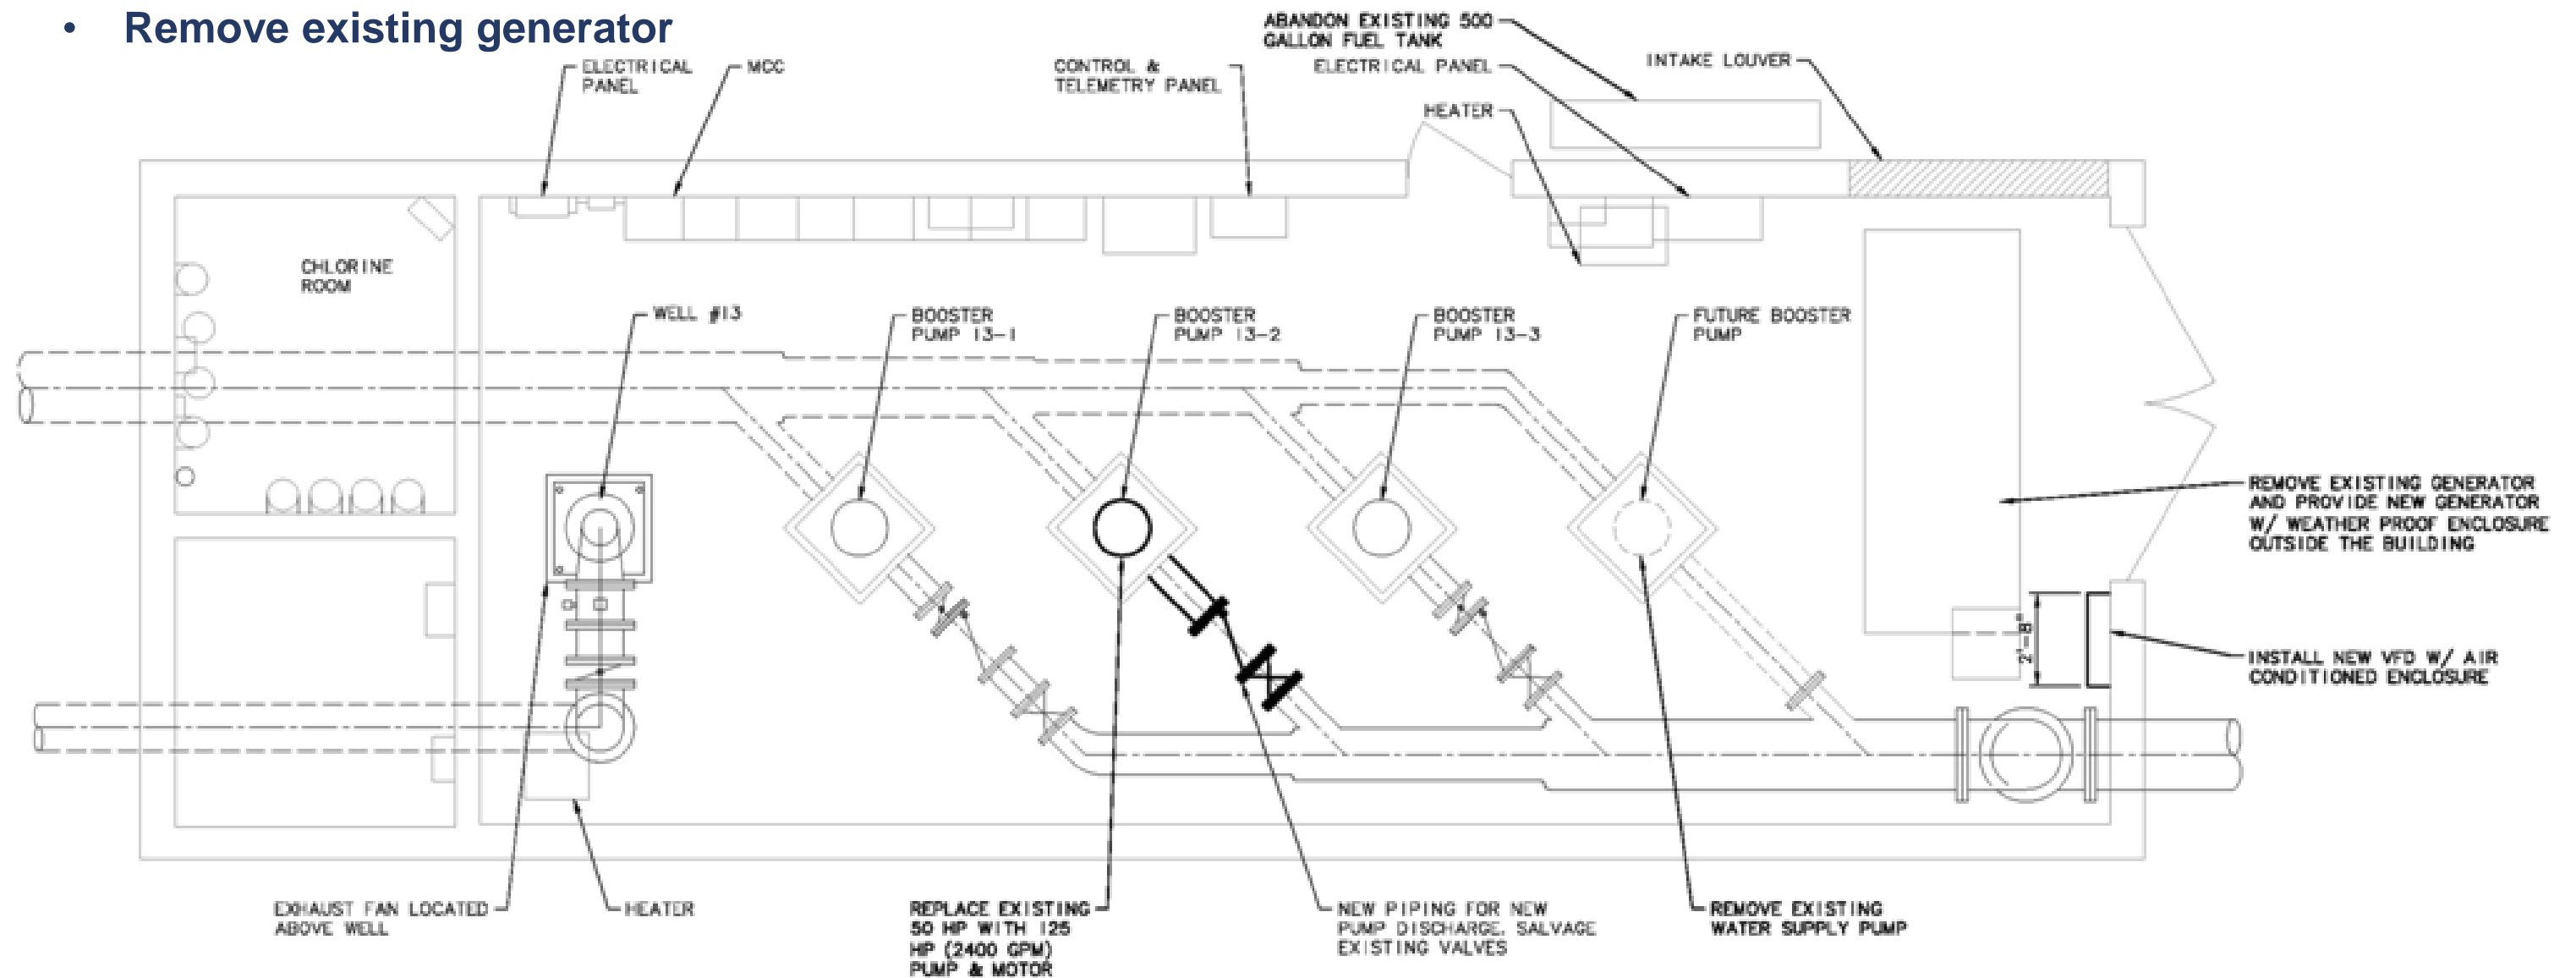 • Remove existing generator
ABANDON EXISTING 500
GALLON FUEL TANK
ELECTRICAL
PANEL
MCC
CONTROL &
TELEMETRY PANEL
ELECTRICAL PANEL
INTAKE LOUVER
HEATER
CHLORINE
ROOM
WELL #13
BOOSTER
PUMP 13-1
BOOSTER
PUMP 13-2
BOOSTER
PUMP 13-3
FUTURE BOOSTER
PUMP
REMOVE EXISTING GENERATOR
AND PROVIDE NEW GENERATOR
W/ WEATHER PROOF ENCLOSURE
OUTSIDE THE BUILDING
2'-8"
INSTALL NEW VFD W/ AIR
CONDITIONED ENCLOSURE
EXHAUST FAN LOCATED
ABOVE WELL
HEATER
REPLACE EXISTING
50 HP WITH 125
HP (2400 GPM)
PUMP & MOTOR
NEW PIPING FOR NEW
PUMP DISCHARGE. SALVAGE
EXISTING VALVES
REMOVE EXISTING
WATER SUPPLY PUMP